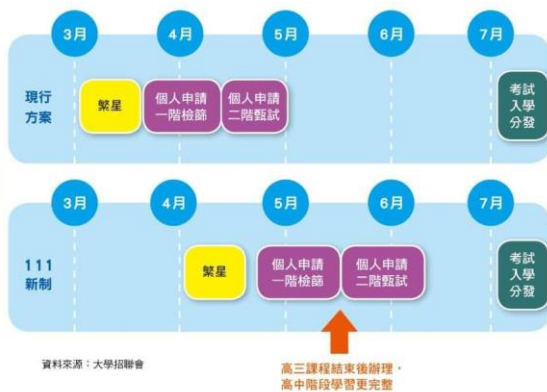 3月
4月
5月
6月
7月
現行
方案
繁星
個人申請
一階檢篩
個人申請
二階甄試
考試
入學
分發
3月
4月
5月
6月
7月
111
新制
繁星
個人申請
一階檢篩
個人申請
二階甄試
考試
入學
分發
資料來源：大學招聯會
高三課程結束後辦理，
高中階段學習更完整